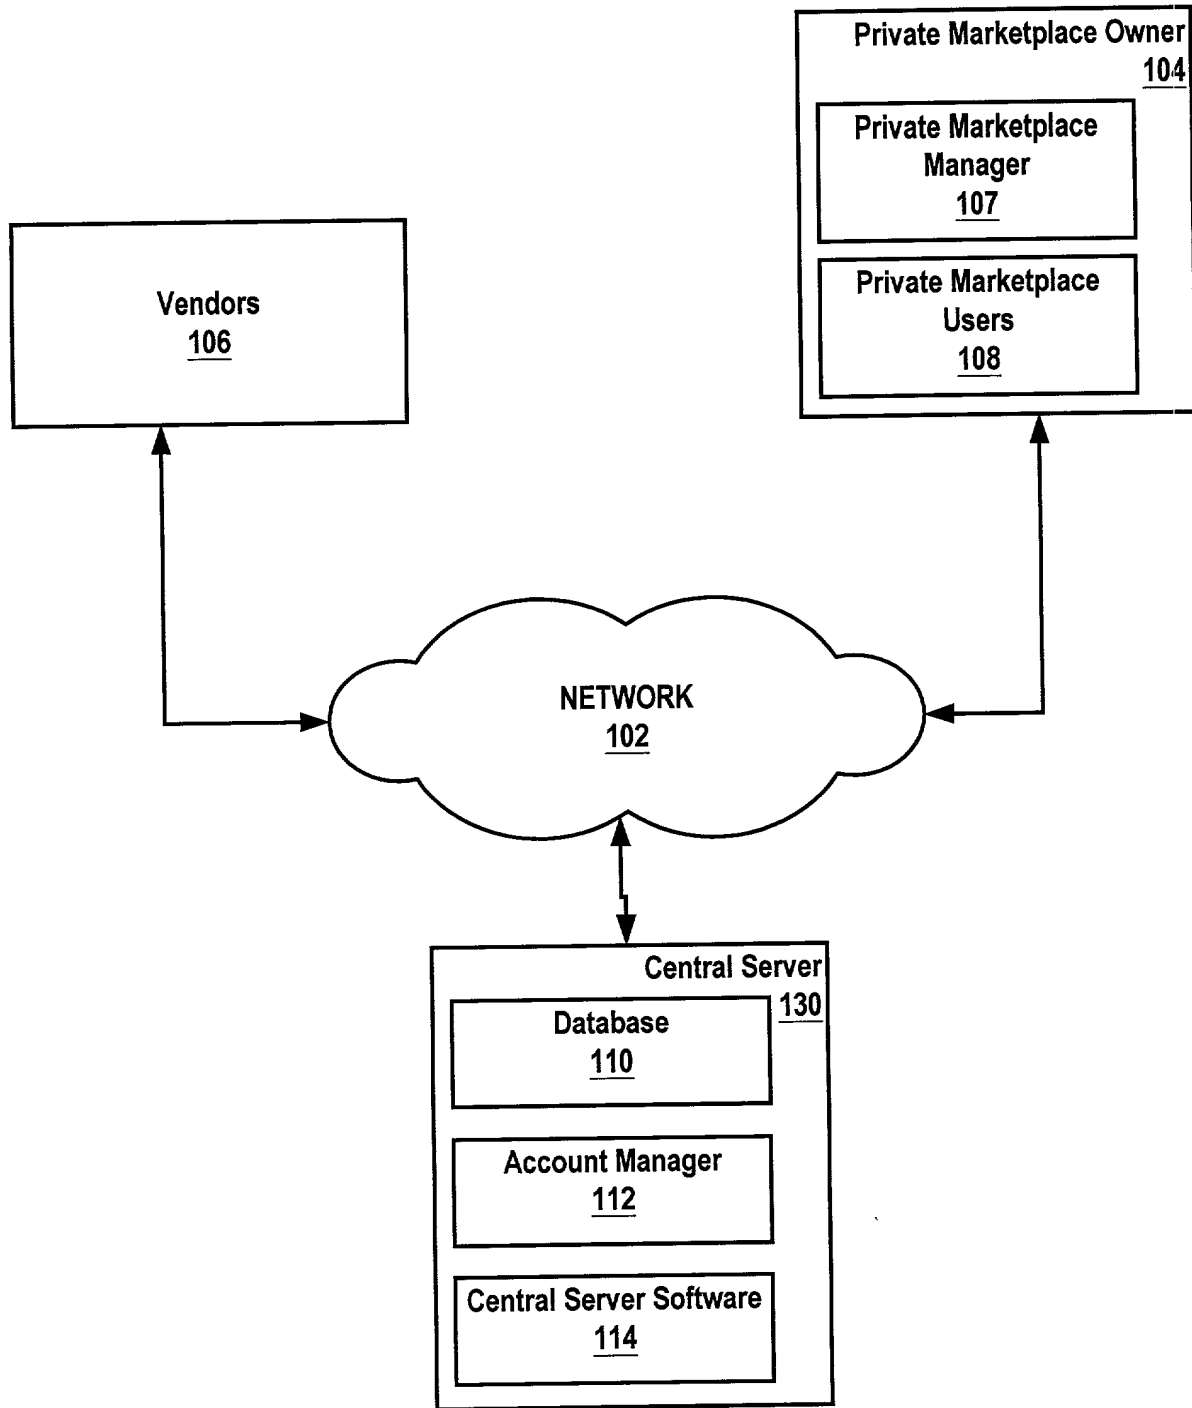 Private Marketplace Owner
104
Private Marketplace
Manager
107
Private Marketplace
Users
108
Vendors
106
NETWORK
102
Central Server
130
Database
110
Account Manager
112
Central Server Software
114